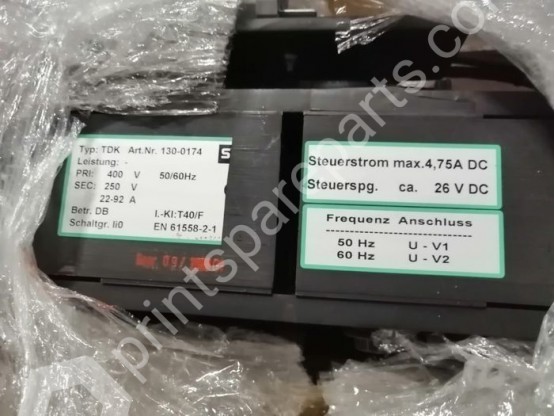 Typ: TDK Art.Nr. 130-0174
Leistung: -
PRI: 400 V 50/60Hz
SEC: 250 V
22-92 A
Betr. DB I.-KI:T40/F
Schaltgr. Ii0 EN 61558-2-1
Steuerstrom max.4,75A DC
Steuerspg. ca. 26 V DC
Frequenz Anschluss
50 Hz U - V1
60 Hz U - V2
printspareparts.com